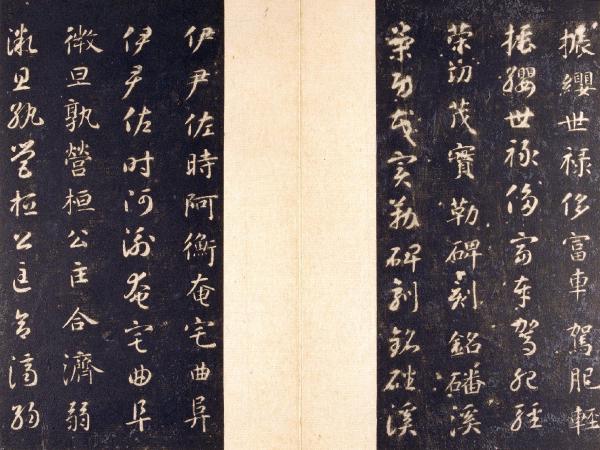 振纓世禄侈富車駕肥輕
振纓世禄侈富車駕肥輕
策功茂實勒碑刻銘磻溪
策功茂實勒碑刻銘磻溪
伊尹佐時阿衡奄宅曲阜
伊尹佐時阿衡奄宅曲阜
微旦孰營桓公匡合濟弱
微旦孰營桓公匡合濟弱